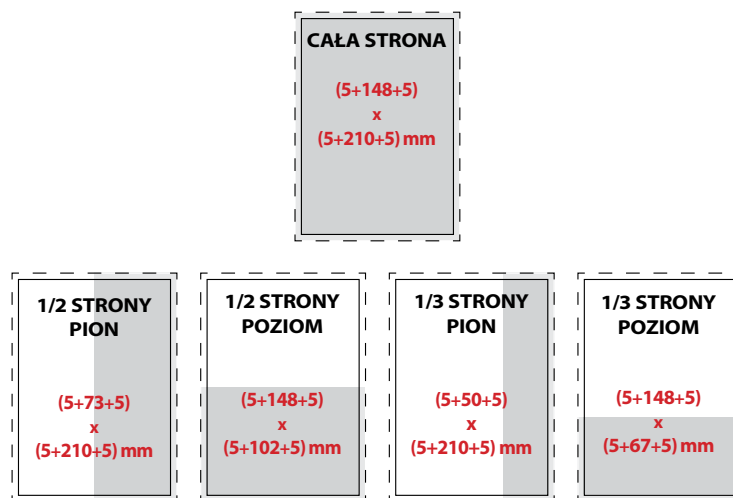 CAŁA STRONA
(5+148+5)
x
(5+210+5) mm
1/2 STRONY
PION
(5+73+5)
x
(5+210+5) mm
1/2 STRONY
POZIOM
(5+148+5)
x
(5+102+5) mm
1/3 STRONY
PION
(5+50+5)
x
(5+210+5) mm
1/3 STRONY
POZIOM
(5+148+5)
x
(5+67+5) mm